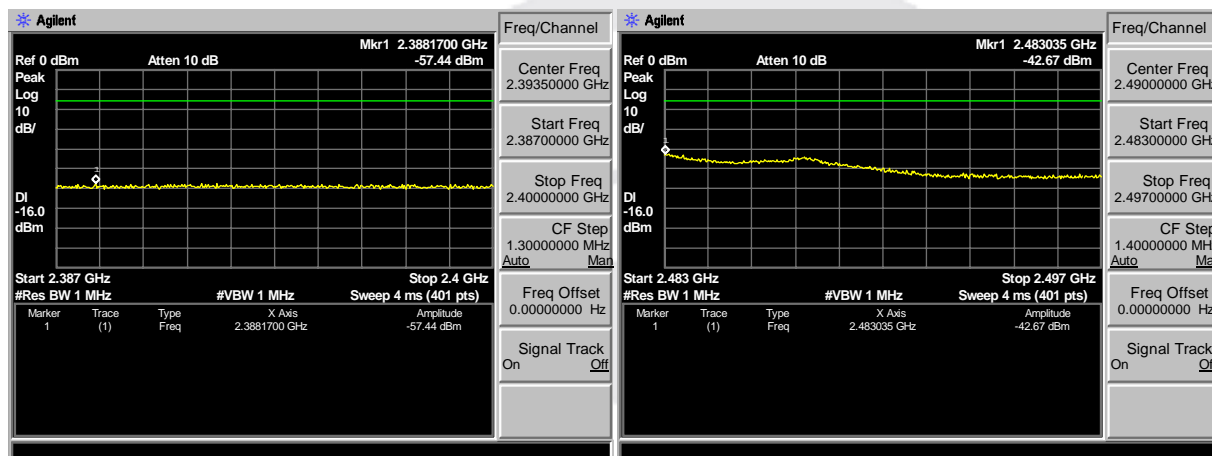 Agilent
Freq/Channel
Mkr1 2.3881700 GHz
Ref 0 dBm Atten 10 dB -57.44 dBm
Peak
Log
10
dB/
1
DI
-16.0
dBm
Start 2.387 GHz Stop 2.4 GHz
#Res BW 1 MHz #VBW 1 MHz Sweep 4 ms (401 pts)
Marker Trace Type X Axis Amplitude
1 (1) Freq 2.3881700 GHz -57.44 dBm
Center Freq
2.39350000 GHz
Start Freq
2.38700000 GHz
Stop Freq
2.40000000 GHz
CF Step
1.30000000 MHz
Auto Man
Freq Offset
0.00000000 Hz
Signal Track
On Off
Agilent
Freq/Channel
Mkr1 2.483035 GHz
Ref 0 dBm Atten 10 dB -42.67 dBm
Peak
Log
10
dB/
1
DI
-16.0
dBm
Start 2.483 GHz Stop 2.497 GHz
#Res BW 1 MHz #VBW 1 MHz Sweep 4 ms (401 pts)
Marker Trace Type X Axis Amplitude
1 (1) Freq 2.483035 GHz -42.67 dBm
Center Freq
2.49000000 GHz
Start Freq
2.48300000 GHz
Stop Freq
2.49700000 GHz
CF Step
1.40000000 MH
Auto Ma
Freq Offset
0.00000000 Hz
Signal Track
On Of